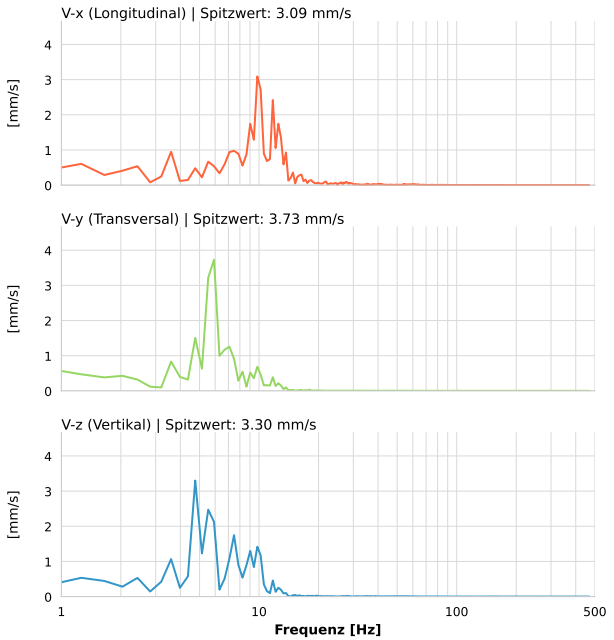 V-x (Longitudinal) | Spitzwert: 3.09 mm/s
4
3
2
1
0
[mm/s]
V-y (Transversal) | Spitzwert: 3.73 mm/s
4
3
2
1
0
[mm/s]
V-z (Vertikal) | Spitzwert: 3.30 mm/s
4
3
2
1
0
[mm/s]
1 10 100 500
Frequenz [Hz]